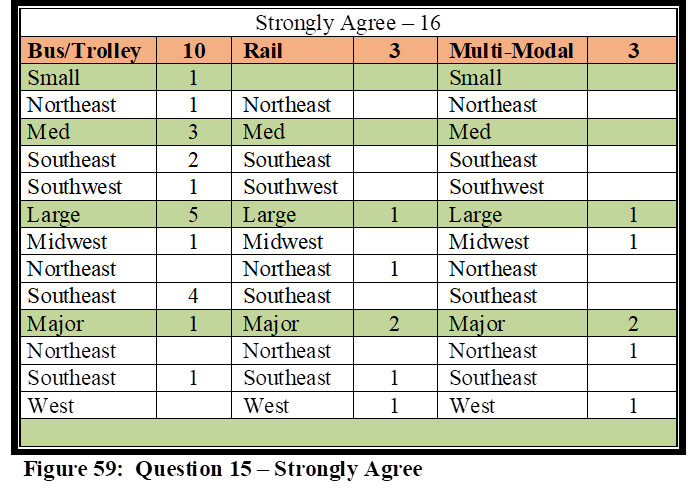 Strongly Agree – 16
Bus/Trolley 10 Rail 3 Multi-Modal 3
Small 1 Small
Northeast 1 Northeast Northeast
Med 3 Med Med
Southeast 2 Southeast Southeast
Southwest 1 Southwest Southwest
Large 5 Large 1 Large 1
Midwest 1 Midwest Midwest 1
Northeast Northeast 1 Northeast
Southeast 4 Southeast Southeast
Major 1 Major 2 Major 2
Northeast Northeast Northeast 1
Southeast 1 Southeast 1 Southeast
West West 1 West 1
Figure 59: Question 15 – Strongly Agree